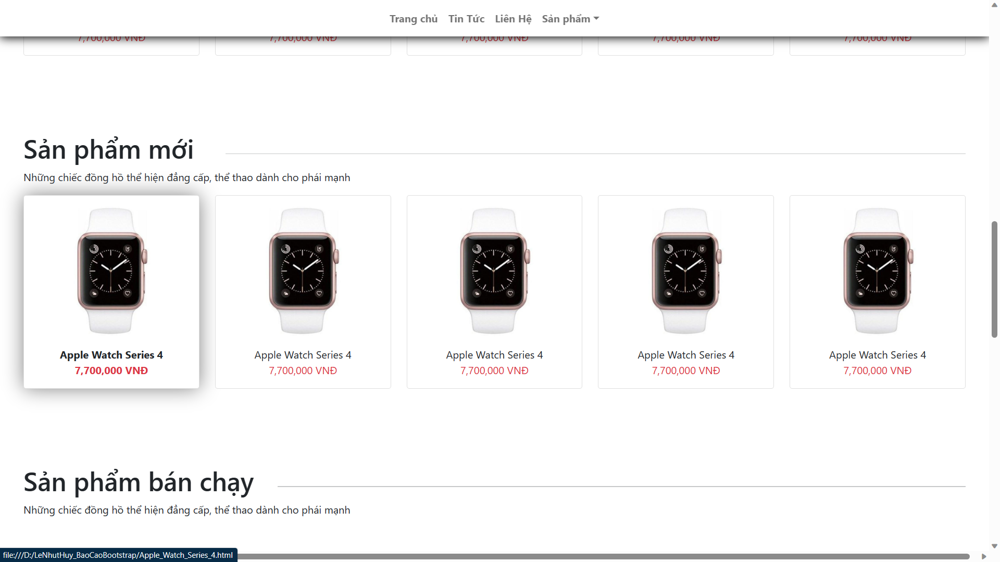 Trang chủ Tin Tức Liên Hệ Sản phẩm
7,700,000 VNĐ 7,700,000 VNĐ 7,700,000 VNĐ 7,700,000 VNĐ 7,700,000 VNĐ
Sản phẩm mới
Những chiếc đồng hồ thể hiện đẳng cấp, thể thao dành cho phái mạnh
Apple Watch Series 4 Apple Watch Series 4 Apple Watch Series 4 Apple Watch Series 4 Apple Watch Series 4
7,700,000 VNĐ 7,700,000 VNĐ 7,700,000 VNĐ 7,700,000 VNĐ 7,700,000 VNĐ
Sản phẩm bán chạy
Những chiếc đồng hồ thể hiện đẳng cấp, thể thao dành cho phái mạnh
file:///D:/LeNhutHuy_BaoCaoBootstrap/Apple_Watch_Series_4.html